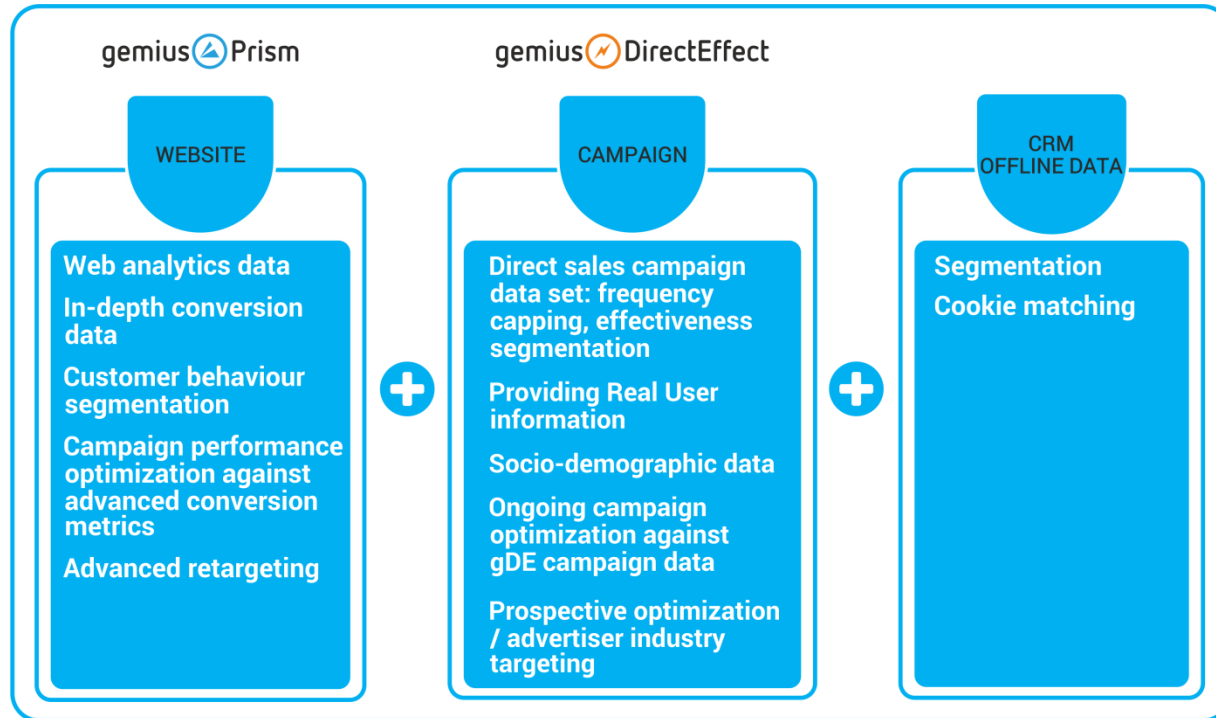 gemius Prism
WEBSITE
Web analytics data
In-depth conversion
data
Customer behaviour
segmentation
Campaign performance
optimization against
advanced conversion
metrics
Advanced retargeting
gemius DirectEffect
CAMPAIGN
Direct sales campaign
data set: frequency
capping, effectiveness
segmentation
Providing Real User
information
Socio-demographic data
Ongoing campaign
optimization against
gDE campaign data
Prospective optimization
/ advertiser industry
targeting
CRM
OFFLINE DATA
Segmentation
Cookie matching